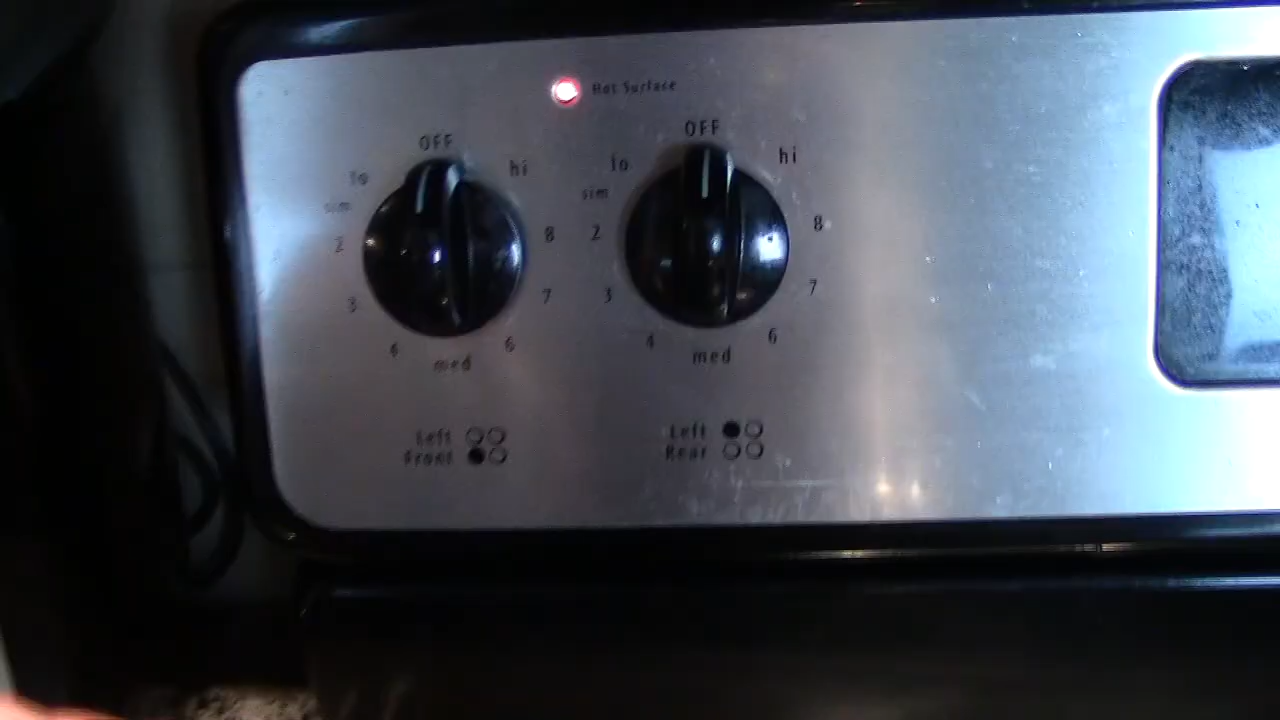 Hot Surface
OFF
lo
hi
sim
2
8
3
7
4
6
med
Left
Front
OFF
lo
hi
sim
2
8
3
7
4
6
med
Left
Rear